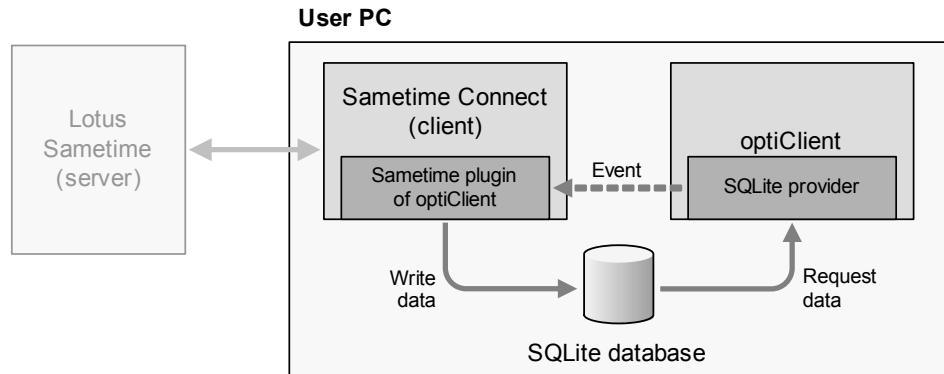 User PC
Lotus
Sametime
(server)
Sametime Connect
(client)
Sametime plugin
of optiClient
Event
optiClient
SQLite provider
Write
data
Request
data
SQLite database